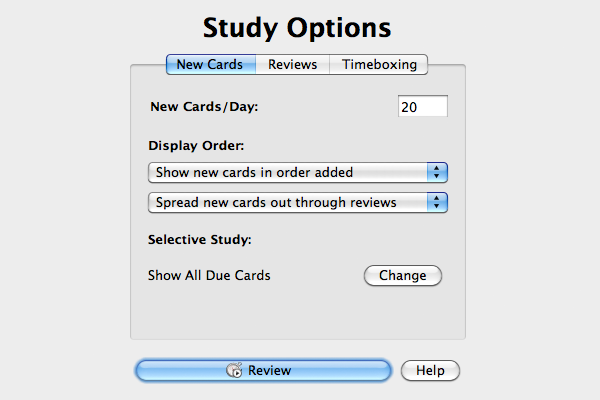 Study Options
New Cards Reviews Timeboxing
New Cards/Day: 20
Display Order:
Show new cards in order added
Spread new cards out through reviews
Selective Study:
Show All Due Cards Change
Review Help